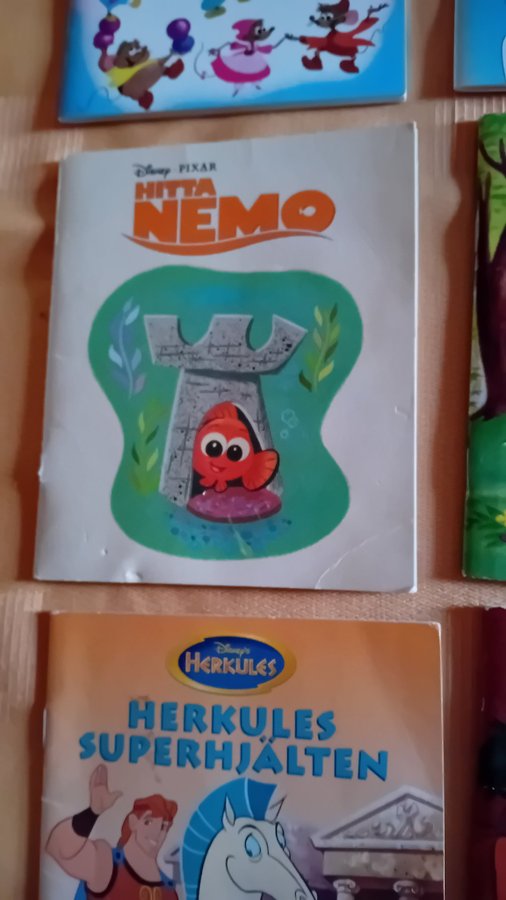 Disney • PIXAR
HITTA
NEMO
Disney's
HERKULES
HERKULES
SUPERHJÄLTEN